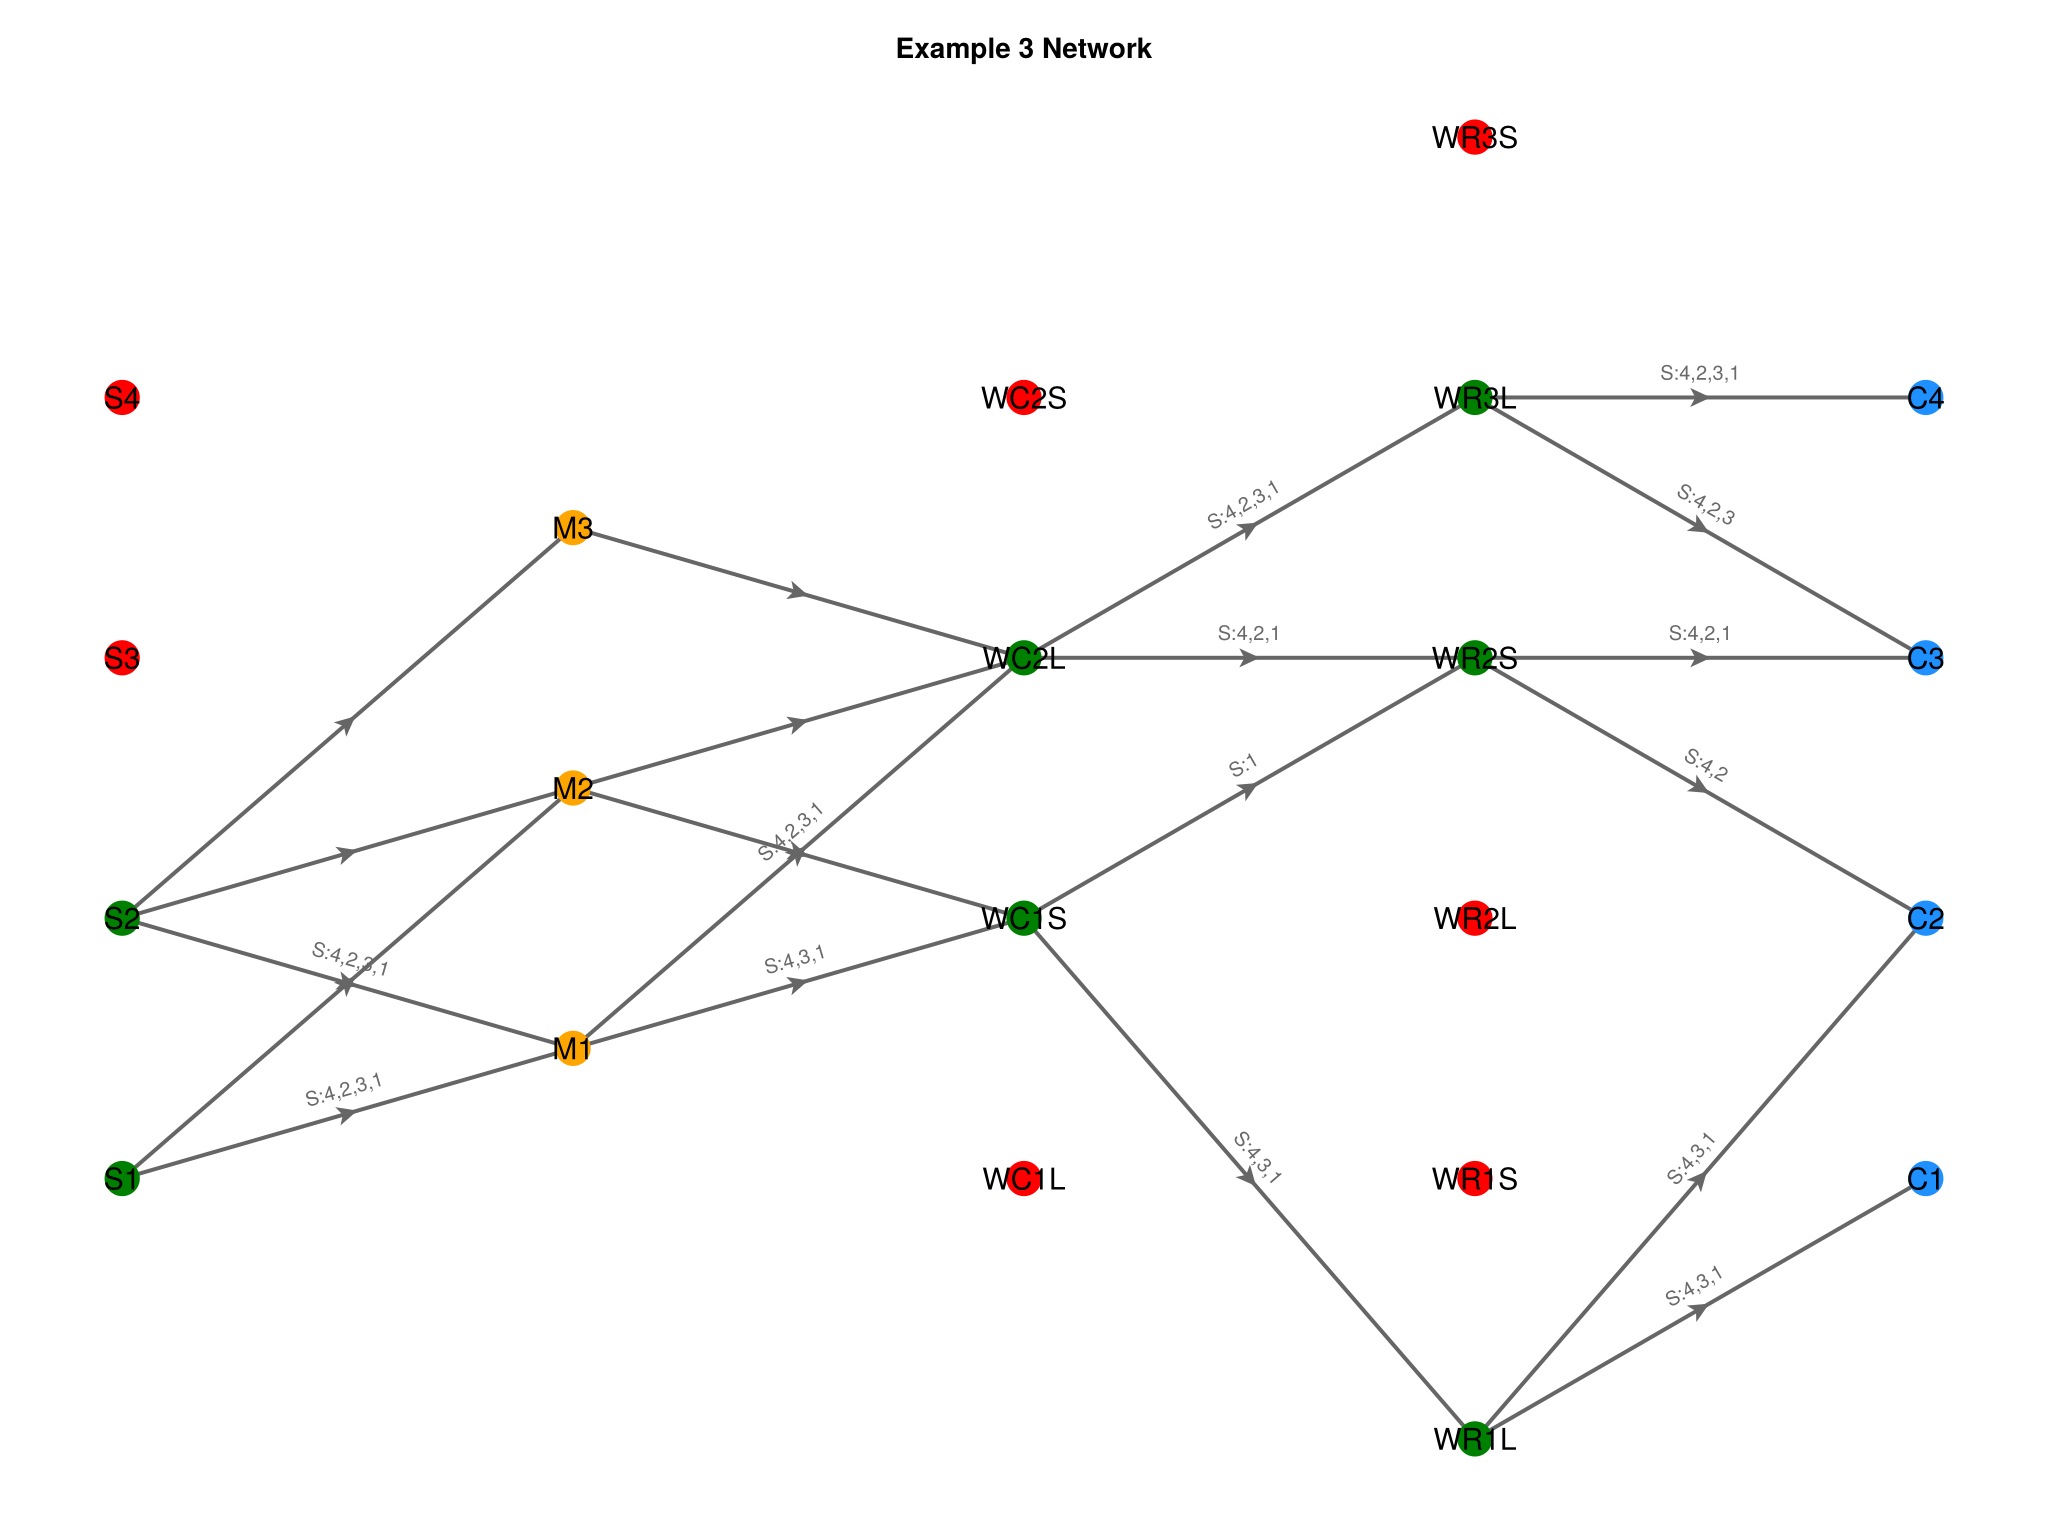 Example 3 Network
WR3S
S:4,2,3,1
S4
WC2S
WR3L
C4
S:4,2,3,1
S:4,2,3
M3
S:4,2,1
S:4,2,1
S3
WC2L
WR2S
C3
S:1
S:4,2
M2
S:4,2,3,1
S2
WC1S
WR2L
C2
S:4,2,3,1
S:4,3,1
M1
S:4,2,3,1
S:4,3,1
S:4,3,1
S1
WC1L
WR1S
C1
S:4,3,1
WR1L